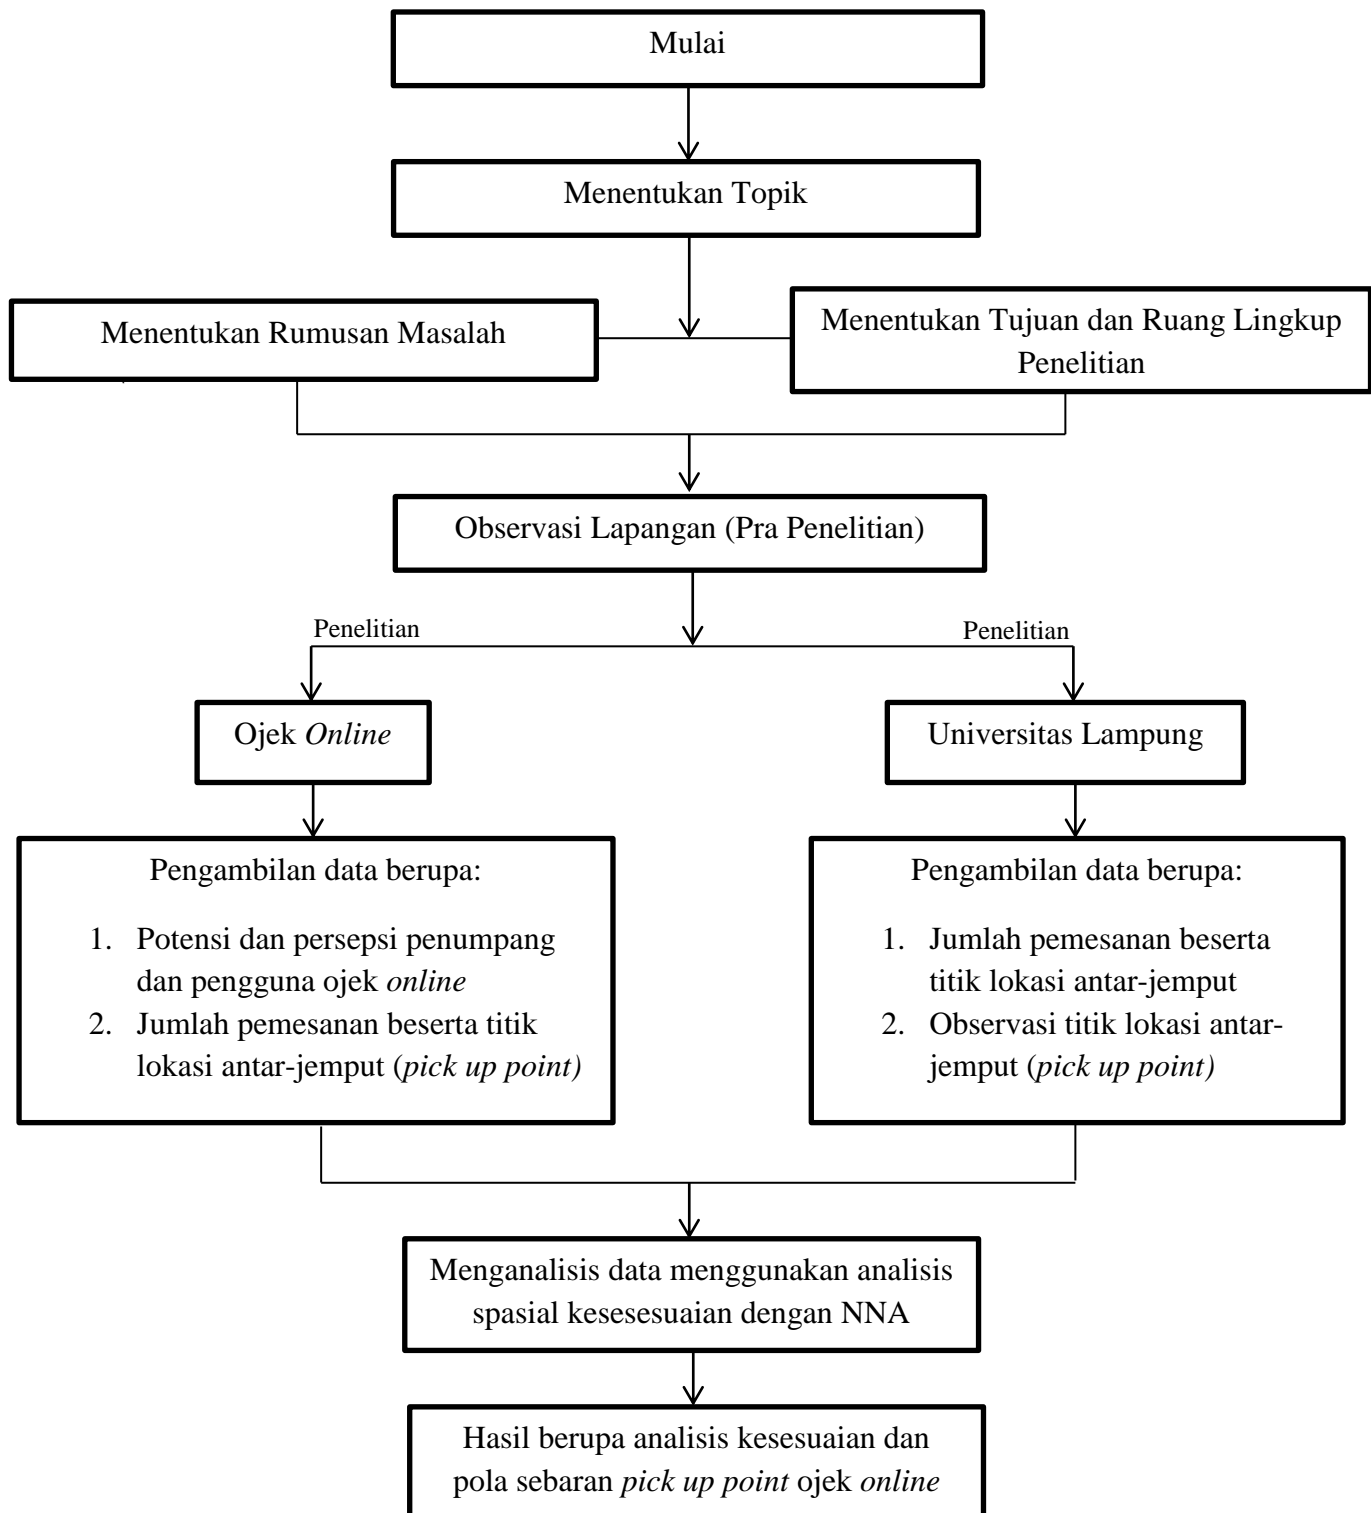 Mulai
Menentukan Topik
Menentukan Rumusan Masalah
Menentukan Tujuan dan Ruang Lingkup
Penelitian
Observasi Lapangan (Pra Penelitian)
Penelitian
Penelitian
Ojek Online
Universitas Lampung
Pengambilan data berupa:
1. Potensi dan persepsi penumpang
dan pengguna ojek online
2. Jumlah pemesanan beserta titik
lokasi antar-jemput (pick up point)
Pengambilan data berupa:
1. Jumlah pemesanan beserta
titik lokasi antar-jemput
2. Observasi titik lokasi antar-
jemput (pick up point)
Menganalisis data menggunakan analisis
spasial kesesesuaian dengan NNA
Hasil berupa analisis kesesuaian dan
pola sebaran pick up point ojek online